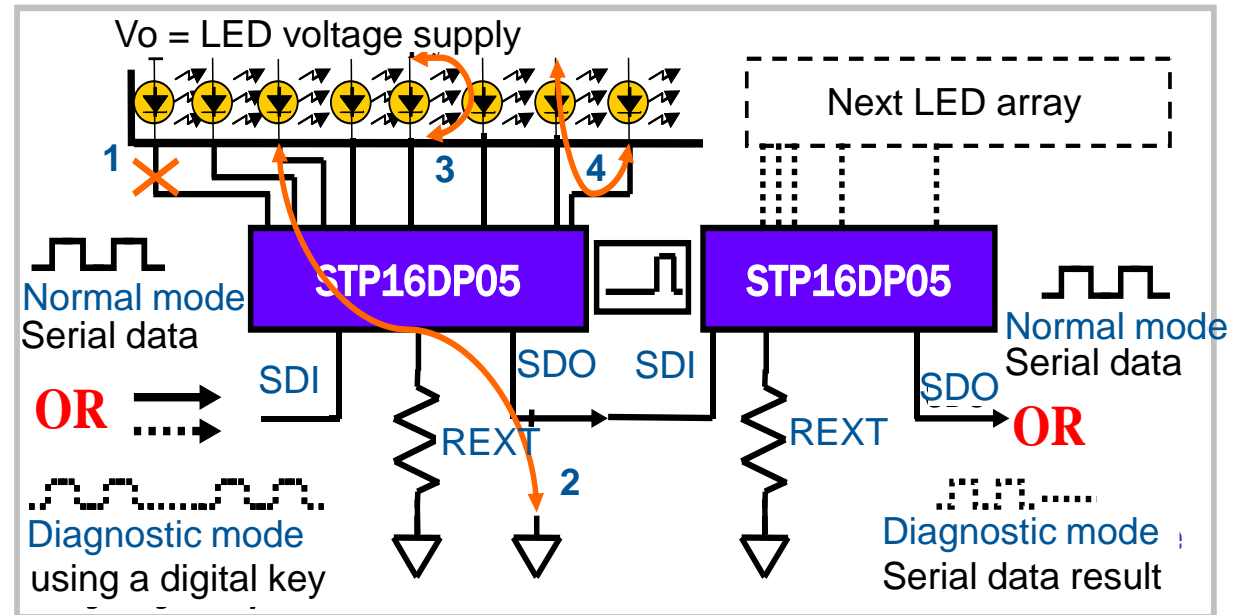 Vo = LED voltage supply
Next LED array
1
3
4
STP16DP05
STP16DP05
Normal mode
Serial data
Normal mode
Serial data
SDI
SDO
SDI
SDO
OR
REXT
REXT
OR
2
Diagnostic mode
using a digital key
Diagnostic mode
Serial data result